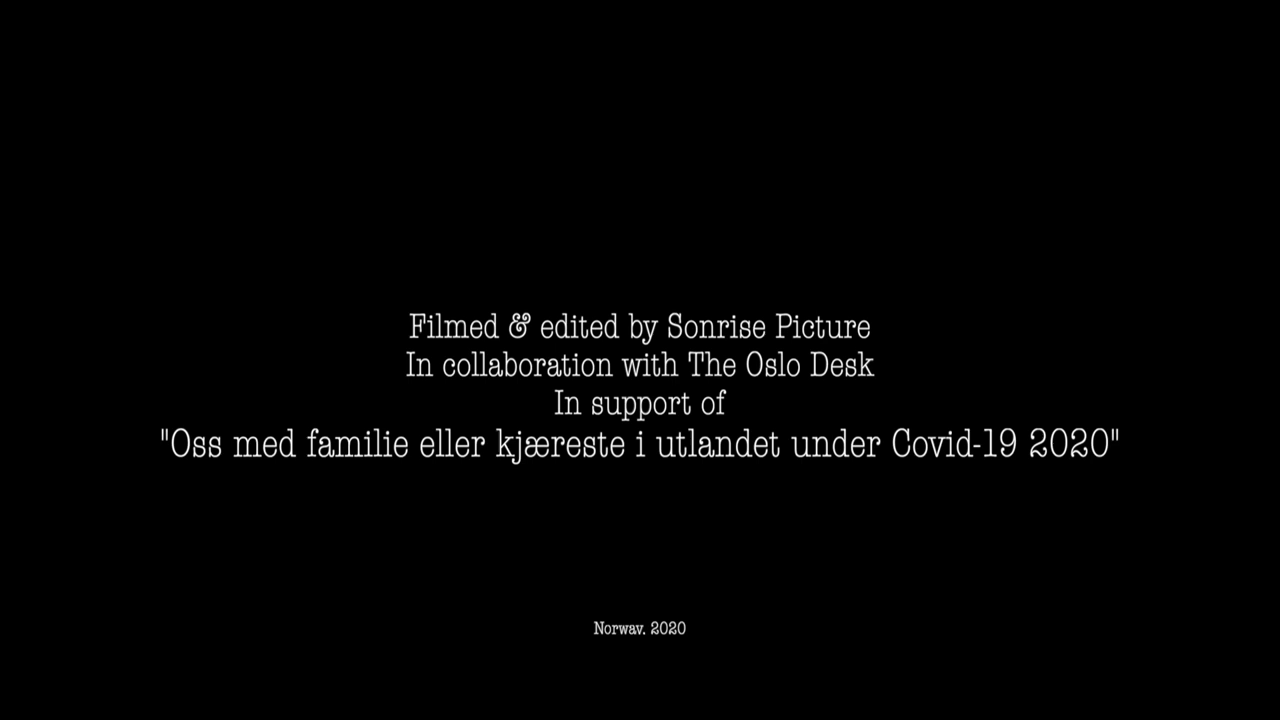 Filmed & edited by Sonrise Picture
In collaboration with The Oslo Desk
In support of
"Oss med familie eller kjæreste i utlandet under Covid-19 2020"
Norway. 2020